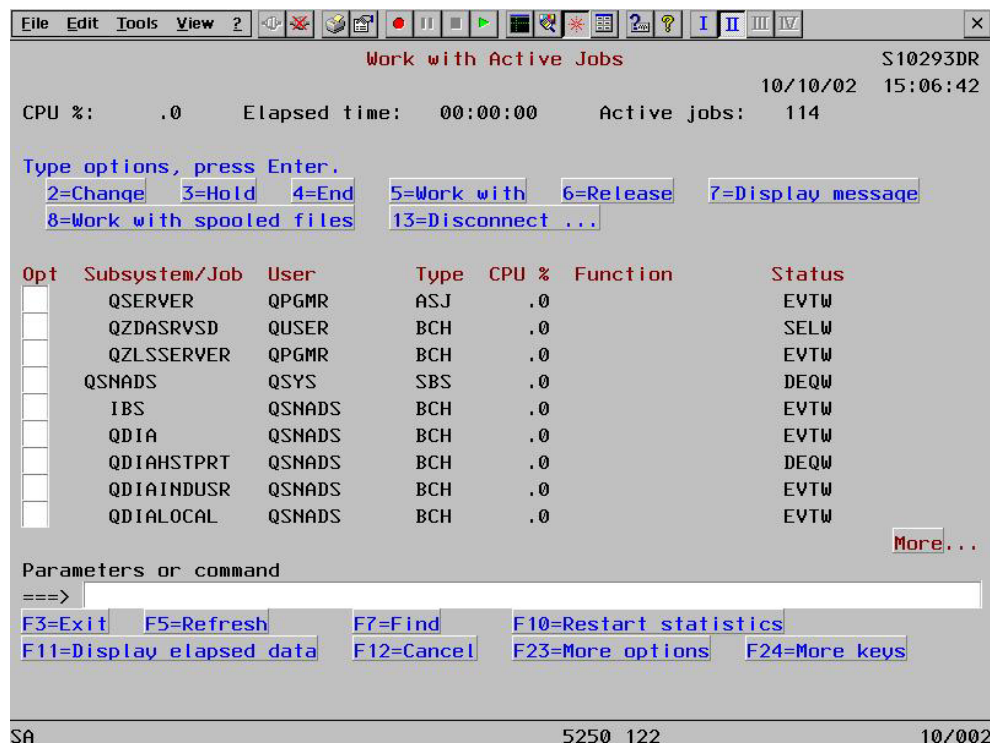 File Edit Tools View ?
I II III IV
Work with Active Jobs S10293DR
10/10/02 15:06:42
CPU %: .0 Elapsed time: 00:00:00 Active jobs: 114
Type options, press Enter.
2=Change 3=Hold 4=End 5=Work with 6=Release 7=Display message
8=Work with spooled files 13=Disconnect ...
Opt Subsystem/Job User Type CPU % Function Status
QSERVER QPGMR ASJ .0 EVTW
QZDASRVSD QUSER BCH .0 SELW
QZLSSERVER QPGMR BCH .0 EVTW
QSNADS QSYS SBS .0 DEQW
IBS QSNADS BCH .0 EVTW
QDIA QSNADS BCH .0 EVTW
QDIAHSTPRT QSNADS BCH .0 DEQW
QDIAINDUSR QSNADS BCH .0 EVTW
QDIALOCAL QSNADS BCH .0 EVTW
More...
Parameters or command
===>
F3=Exit F5=Refresh F7=Find F10=Restart statistics
F11=Display elapsed data F12=Cancel F23=More options F24=More keys
SA 5250 122 10/002